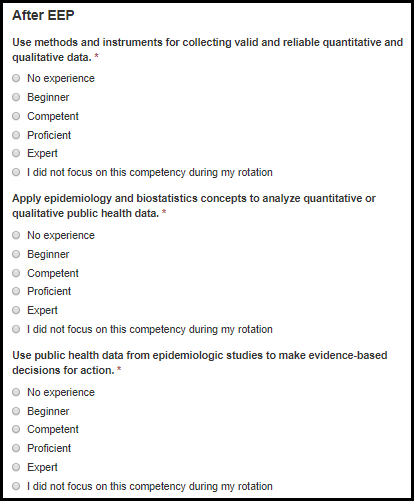 After EEP
Use methods and instruments for collecting valid and reliable quantitative and
qualitative data. *
No experience
Beginner
Competent
Proficient
Expert
I did not focus on this competency during my rotation
Apply epidemiology and biostatistics concepts to analyze quantitative or
qualitative public health data. *
No experience
Beginner
Competent
Proficient
Expert
I did not focus on this competency during my rotation
Use public health data from epidemiologic studies to make evidence-based
decisions for action. *
No experience
Beginner
Competent
Proficient
Expert
I did not focus on this competency during my rotation